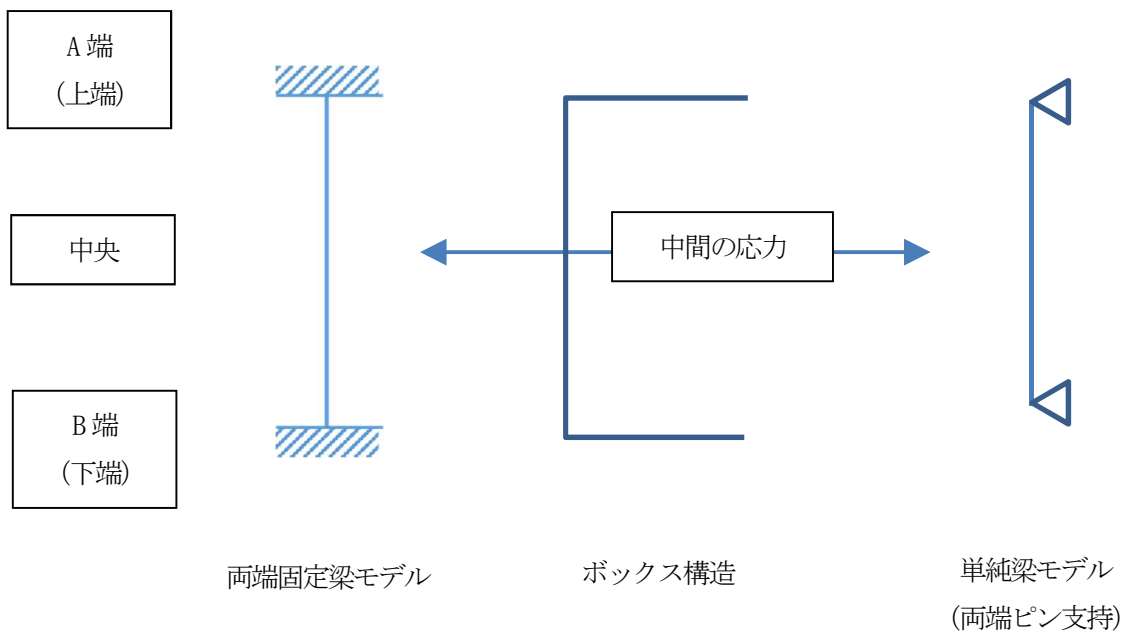 A端
(上端)
中央
中間の応力
B端
(下端)
両端固定梁モデル
ボックス構造
単純梁モデル
(両端ピン支持)